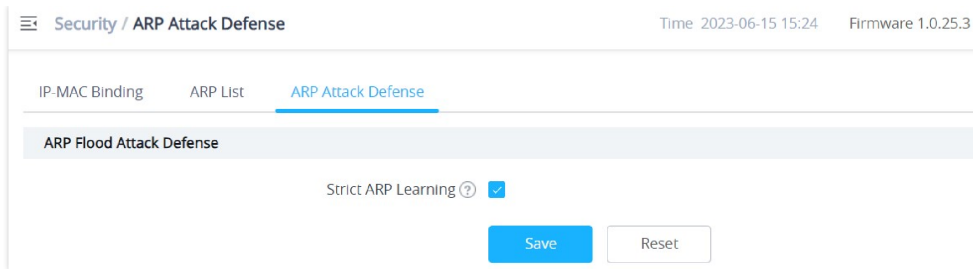 Security / ARP Attack Defense Time 2023-06-15 15:24 Firmware 1.0.25.3
IP-MAC Binding ARP List ARP Attack Defense
ARP Flood Attack Defense
Strict ARP Learning ?
Save Reset